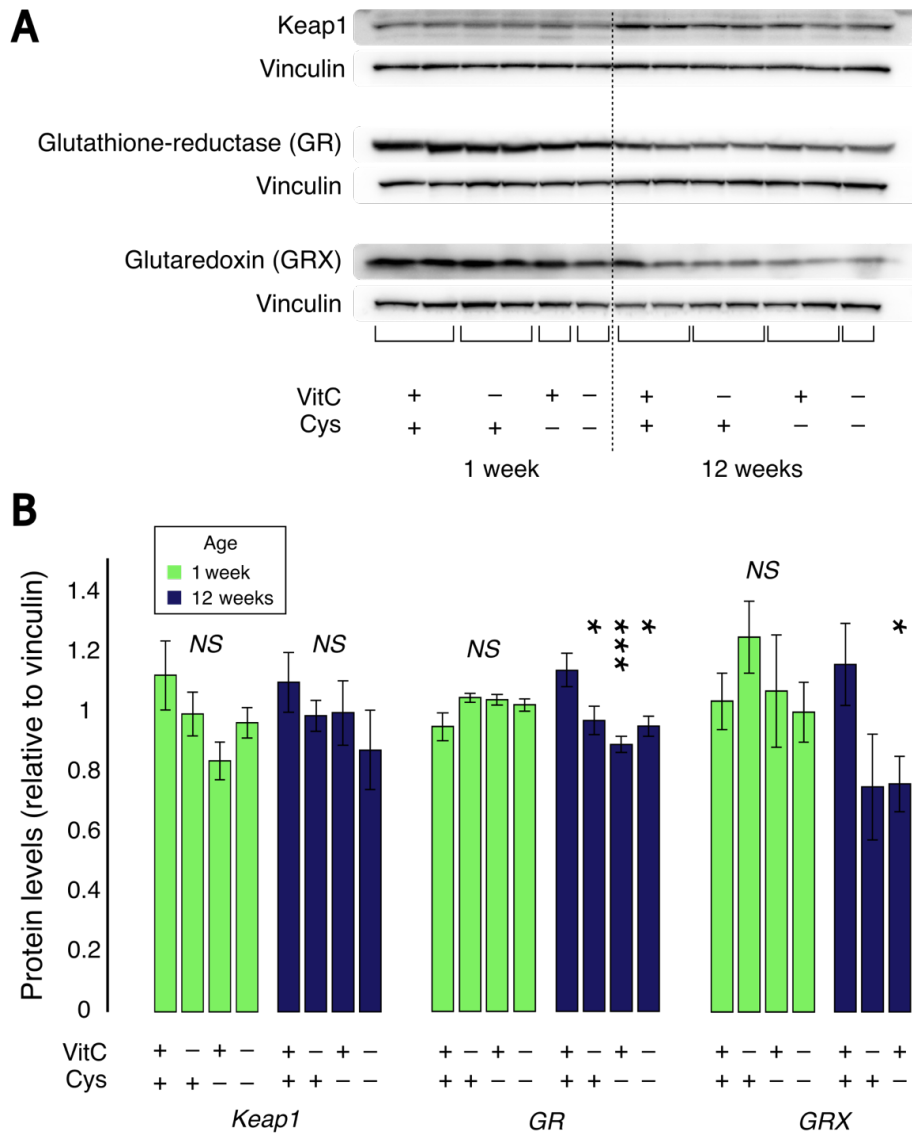 A
Keap1
Vinculin
Glutathione-reductase (GR)
Vinculin
Glutaredoxin (GRX)
Vinculin
VitC + – + – + – + –
Cys + + – – + + – –
1 week 12 weeks
B
Protein levels (relative to vinculin)
Age
1 week
12 weeks
1.4
1.2
1
0.8
0.6
0.4
0.2
0
NS NS NS * *** * NS *
VitC + – + – + – + – + – + – + – + – + – + – + – +
Cys + + – – + + – – + + – – + + – – + + – – + + –
Keap1 GR GRX